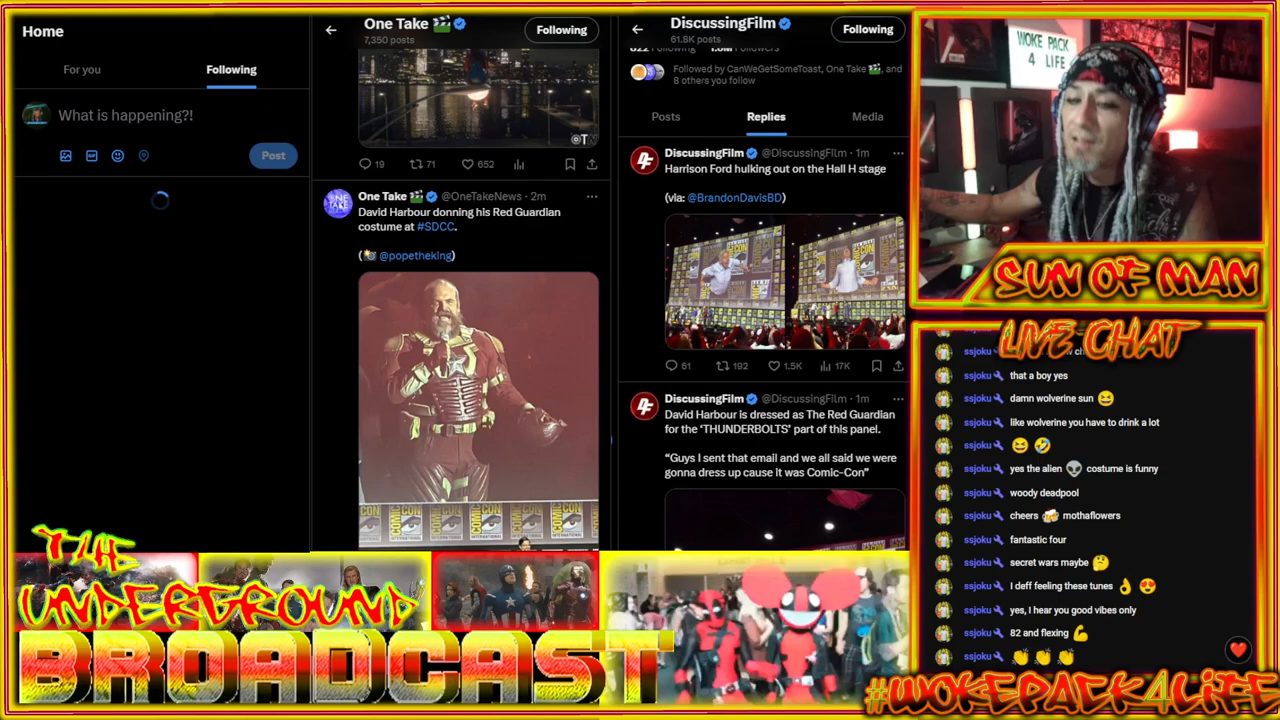 Home
For you
Following
What is happening?!
Post
One Take 🎬
7,350 posts
Following
19
71
652
One Take 🎬 @OneTakeNews · 2m
David Harbour donning his Red Guardian
costume at #SDCC.
(📸 @popetheking)
COMIC CON
INTERNATIONAL
DiscussingFilm
61.8K posts
Following
Followed by CanWeGetSomeToast, One Take 🎬, and
8 others you follow
Posts
Replies
Media
DiscussingFilm @DiscussingFilm · 1m
Harrison Ford hulking out on the Hall H stage
(via: @BrandonDavisBD)
61
192
1.5K
17K
DiscussingFilm @DiscussingFilm · 1m
David Harbour is dressed as The Red Guardian
for the ‘THUNDERBOLTS’ part of this panel.
“Guys I sent that email and we all said we were
gonna dress up cause it was Comic-Con”
WOKE PACK
4 LIFE
SUN OF MAN
LIVE CHAT
ssjoku
ssjoku that a boy yes
ssjoku damn wolverine sun 😆
ssjoku like wolverine you have to drink a lot
ssjoku 😆 🤣
ssjoku yes the alien 👽 costume is funny
ssjoku woody deadpool
ssjoku cheers 🍻 mothaflowers
ssjoku fantastic four
ssjoku secret wars maybe 🤔
ssjoku I deff feeling these tunes 👌 😍
ssjoku yes, I hear you good vibes only
ssjoku 82 and flexing 💪
ssjoku 👏 👏 👏
THE
UNDERGROUND
BROADCAST
#WOKEPACK4LIFE